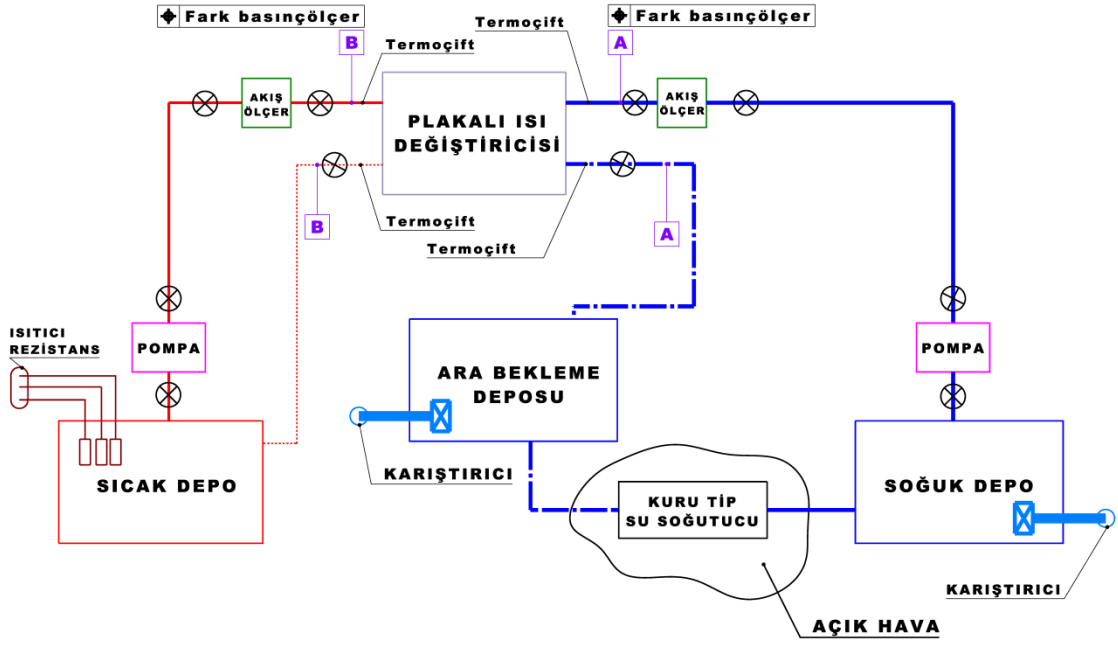 Fark basınçölçer
Fark basınçölçer
B
Termoçift
Termoçift
A
AKIŞ
ÖLÇER
PLAKALI ISI
DEĞİŞTİRİCİSİ
AKIŞ
ÖLÇER
B
Termoçift
Termoçift
A
ISITICI
REZİSTANS
POMPA
POMPA
ARA BEKLEME
DEPOSU
KARIŞTIRICI
SICAK DEPO
KURU TİP
SU SOĞUTUCU
SOĞUK DEPO
KARIŞTIRICI
AÇIK HAVA